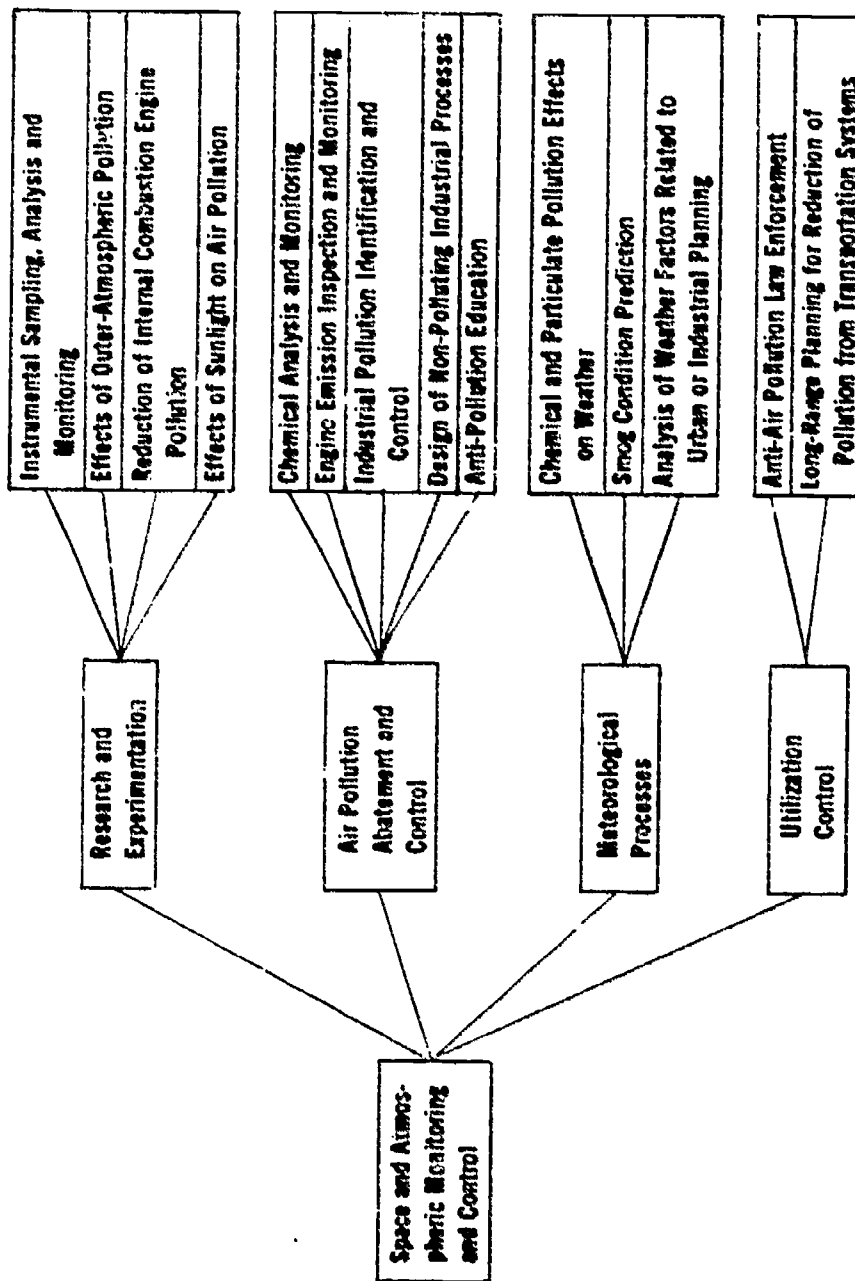 Space and Atmos-
pheric Monitoring
and Control
Research and
Experimentation
Air Pollution
Abatement and
Control
Meteorological
Processes
Utilization
Control
Instrumental Sampling, Analysis and
Monitoring
Effects of Outer-Atmospheric Pollution
Reduction of Internal Combustion Engine
Pollution
Effects of Sunlight on Air Pollution
Chemical Analysis and Monitoring
Engine Emission Inspection and Monitoring
Industrial Pollution Identification and
Control
Design of Non-Polluting Industrial Processes
Anti-Pollution Education
Chemical and Particulate Pollution Effects
on Weather
Smog Condition Prediction
Analysis of Weather Factors Related to
Urban or Industrial Planning
Anti-Air Pollution Law Enforcement
Long-Range Planning for Reduction of
Pollution from Transportation Systems